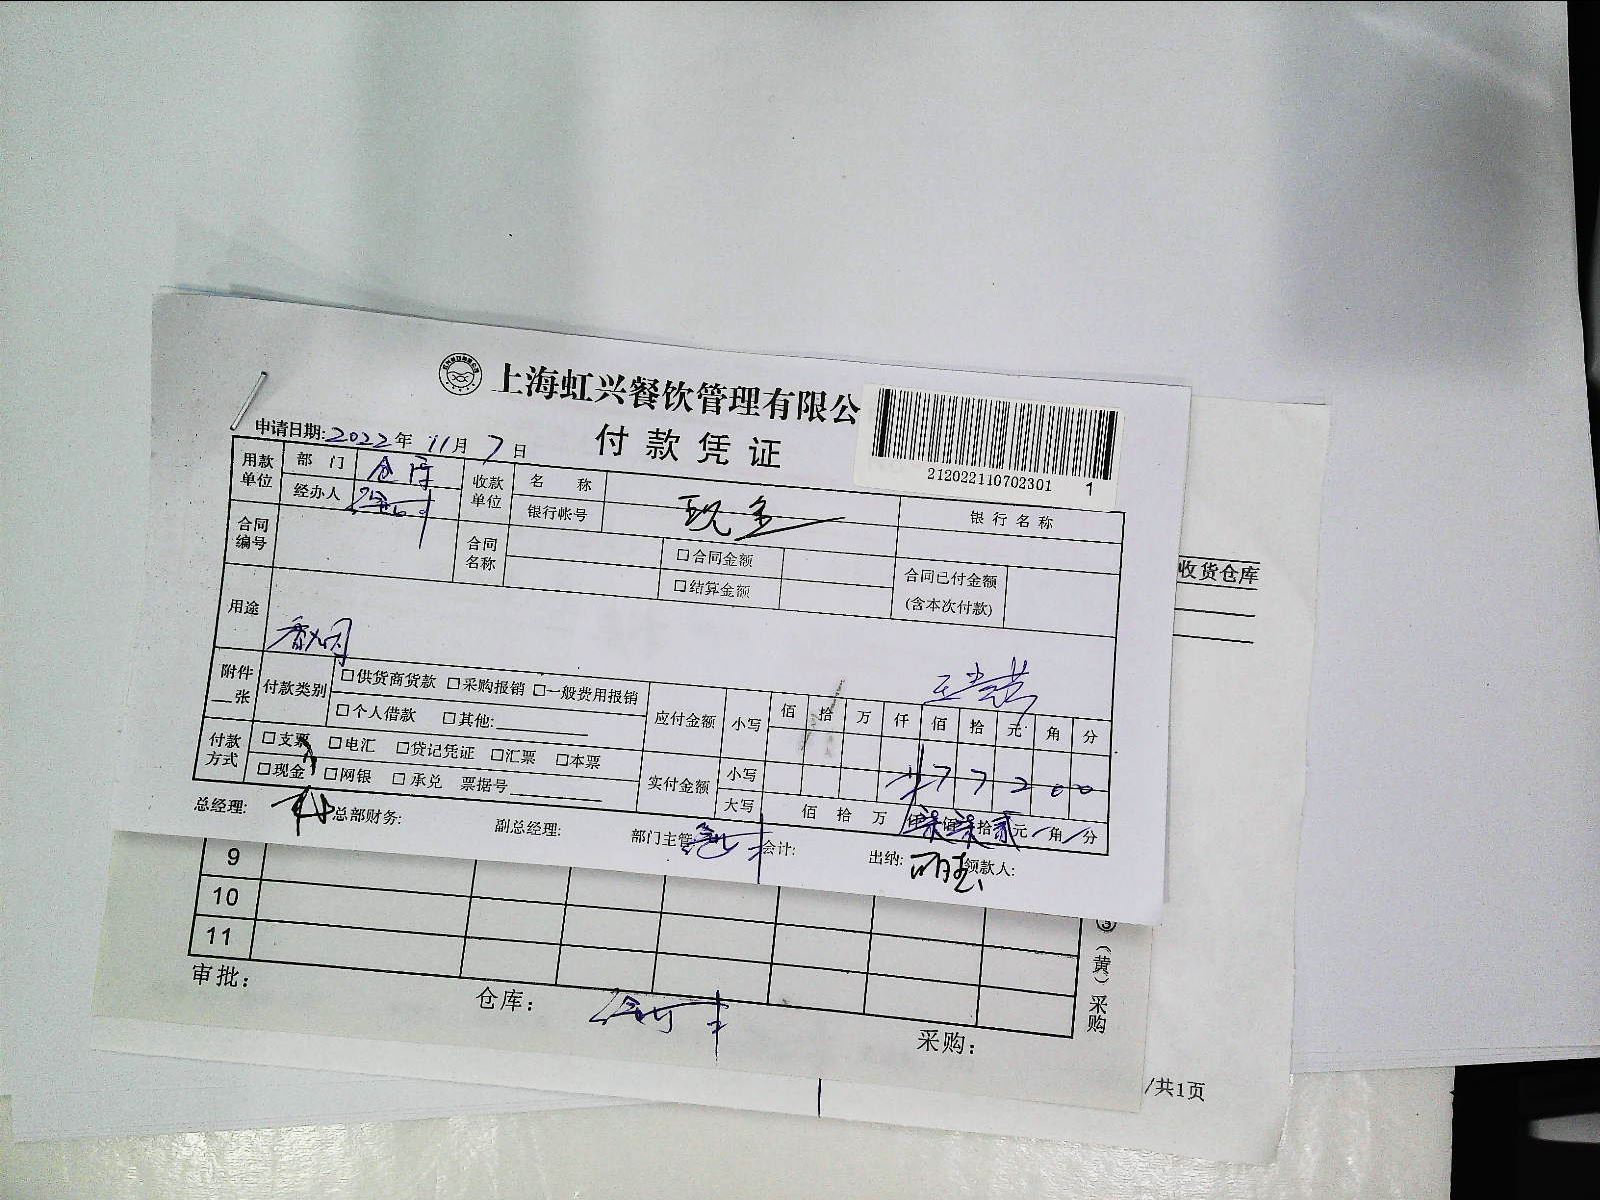 上海虹兴餐饮管理有限公
付款凭证
212022110702301 1
申请日期:2022年11月7日
用款单位 部门 仓库 收款单位 名称 现金 银行名称
经办人 银行帐号
合同编号 合同名称 □合同金额 合同已付金额(含本次付款)
□结算金额
用途 香烟
附件 张 付款类别 □供货商货款 □采购报销 □一般费用报销 应付金额 小写 佰 拾 万 仟 佰 拾 元 角 分
□个人借款 □其他:
付款方式 □支票 □电汇 □贷记凭证 □汇票 □本票 实付金额 小写 ¥77200
□现金 □网银 □承兑 票据号 大写 佰 拾 万 仟 柒佰柒拾贰元 角 分
总经理: 总部财务: 副总经理: 部门主管: 会计: 出纳: 领款人:
收货仓库
9
10
11
③(黄)采购
审批: 仓库: 采购:
/共1页